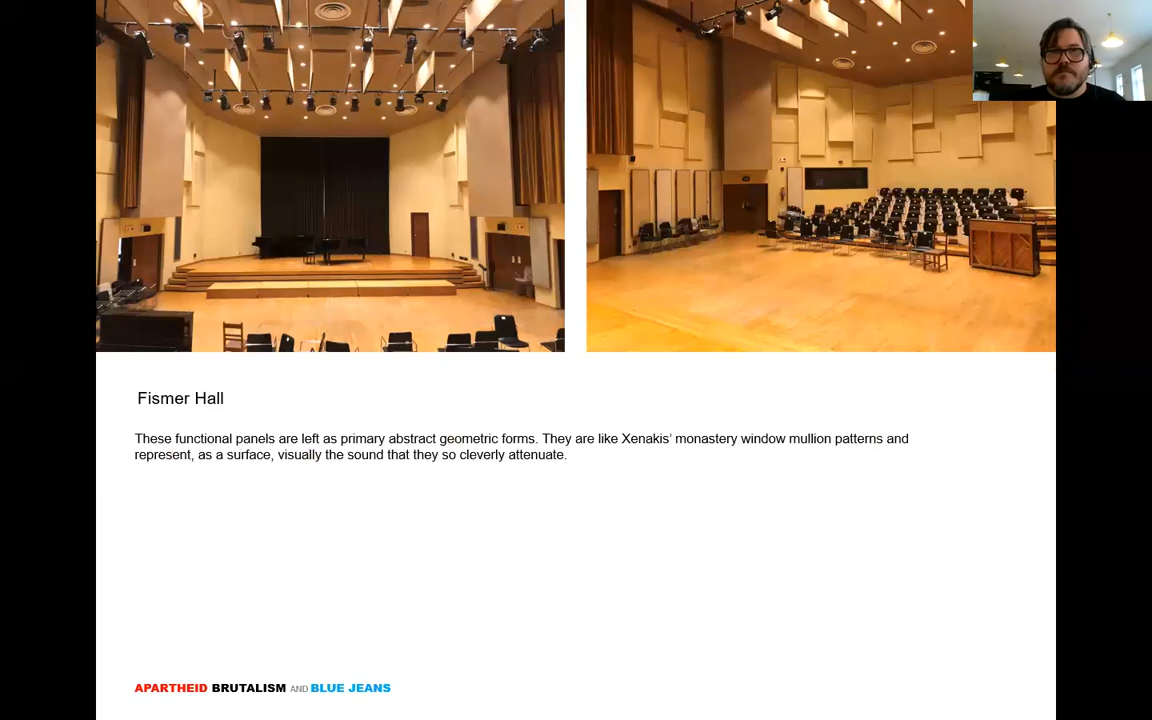 Fismer Hall
These functional panels are left as primary abstract geometric forms. They are like Xenakis’ monastery window mullion patterns and
represent, as a surface, visually the sound that they so cleverly attenuate.
APARTHEID BRUTALISM AND BLUE JEANS